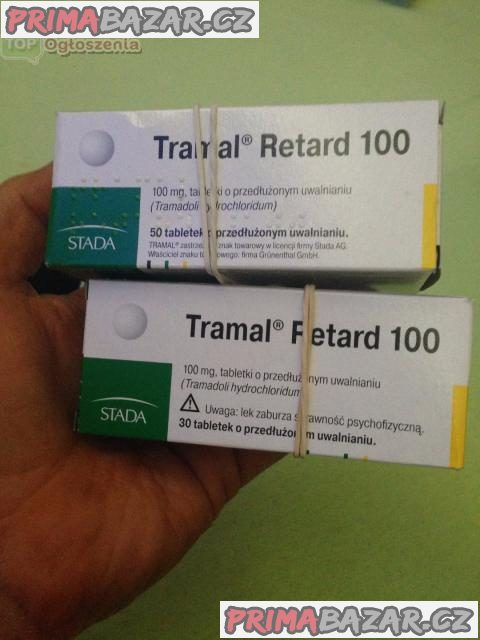 PRIMABAZAR.CZ
TOP Ogłoszenia
Tramal® Retard 100
100 mg, tabletki o przedłużonym uwalnianiu
(Tramadoli hydrochloridum)
50 tabletek o przedłużonym uwalnianiu.
TRAMAL® zastrzeżony znak towarowy w licencji firmy Stada AG.
Właściciel znaku towarowego: firma Grünenthal GmbH.
STADA
Tramal® Retard 100
100 mg, tabletki o przedłużonym uwalnianiu
(Tramadoli hydrochloridum)
Uwaga: lek zaburza sprawność psychofizyczną.
30 tabletek o przedłużonym uwalnianiu.
STADA
PRIMABAZAR.CZ